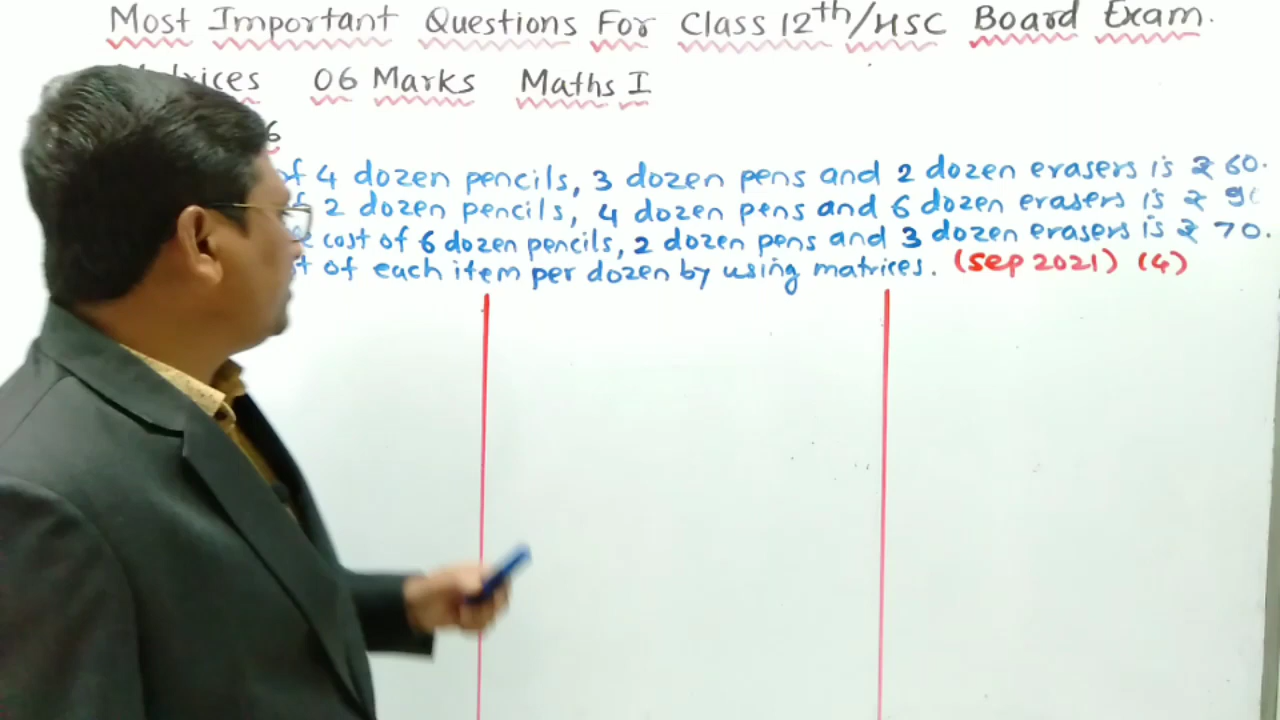 Most Important Questions For Class 12th/HSC Board Exam.
06 Marks Maths I
6
of 4 dozen pencils, 3 dozen pens and 2 dozen erasers is ₹ 60.
2 dozen pencils, 4 dozen pens and 6 dozen erasers is ₹
cost of 6 dozen pencils, 2 dozen pens and 3 dozen erasers is ₹ 70.
of each item per dozen by using matrices. (Sep 2021) (4)